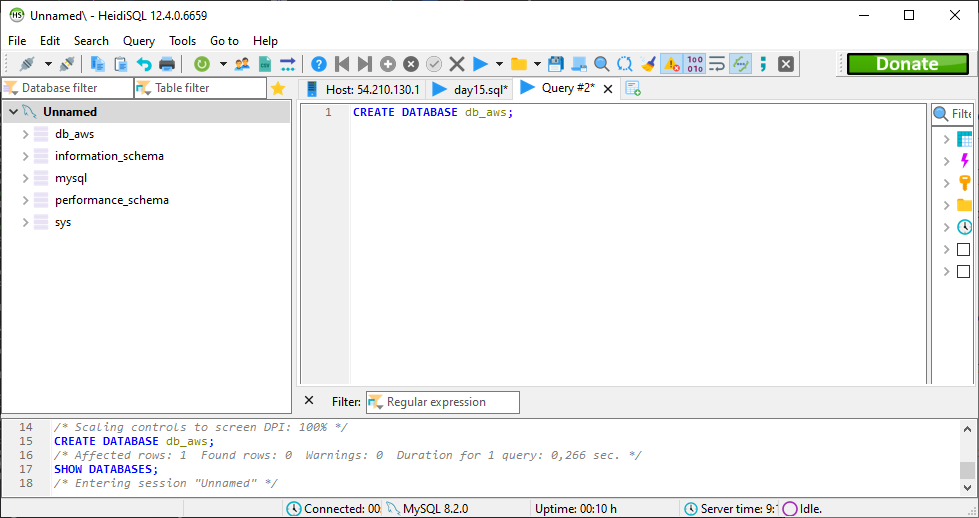 Unnamed\ - HeidiSQL 12.4.0.6659
File Edit Search Query Tools Go to Help
Donate
Database filter Table filter Host: 54.210.130.1 day15.sql* Query #2*
Unnamed
db_aws
information_schema
mysql
performance_schema
sys
1 CREATE DATABASE db_aws;
Filte
Filter: Regular expression
14 /* Scaling controls to screen DPI: 100% */
15 CREATE DATABASE db_aws;
16 /* Affected rows: 1 Found rows: 0 Warnings: 0 Duration for 1 query: 0,266 sec. */
17 SHOW DATABASES;
18 /* Entering session "Unnamed" */
Connected: 00: MySQL 8.2.0 Uptime: 00:10 h Server time: 9: Idle.